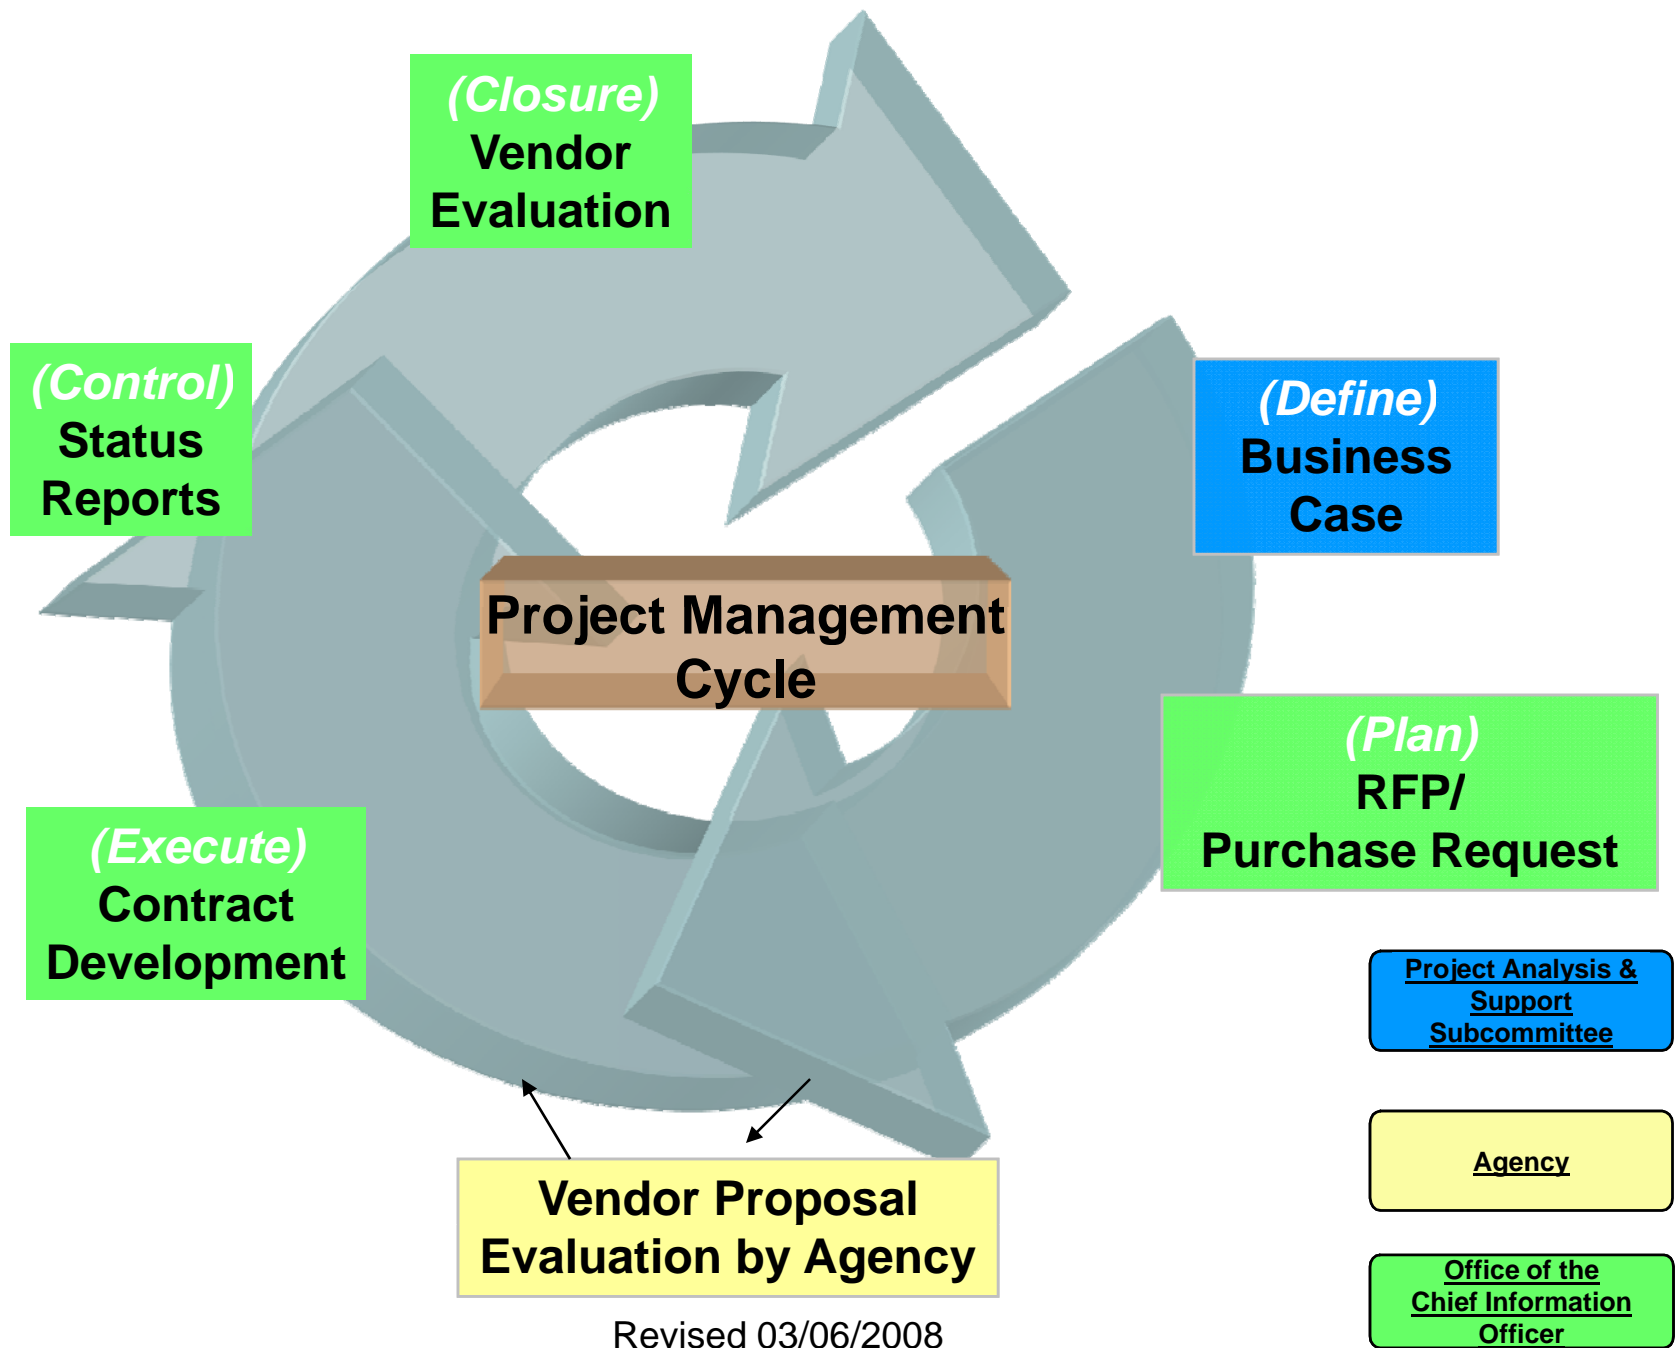 (Closure)
Vendor
Evaluation
(Control)
Status
Reports
(Define)
Business
Case
Project Management
Cycle
(Plan)
RFP/
Purchase Request
(Execute)
Contract
Development
Project Analysis &
Support
Subcommittee
Agency
Vendor Proposal
Evaluation by Agency
Office of the
Chief Information
Officer
Revised 03/06/2008